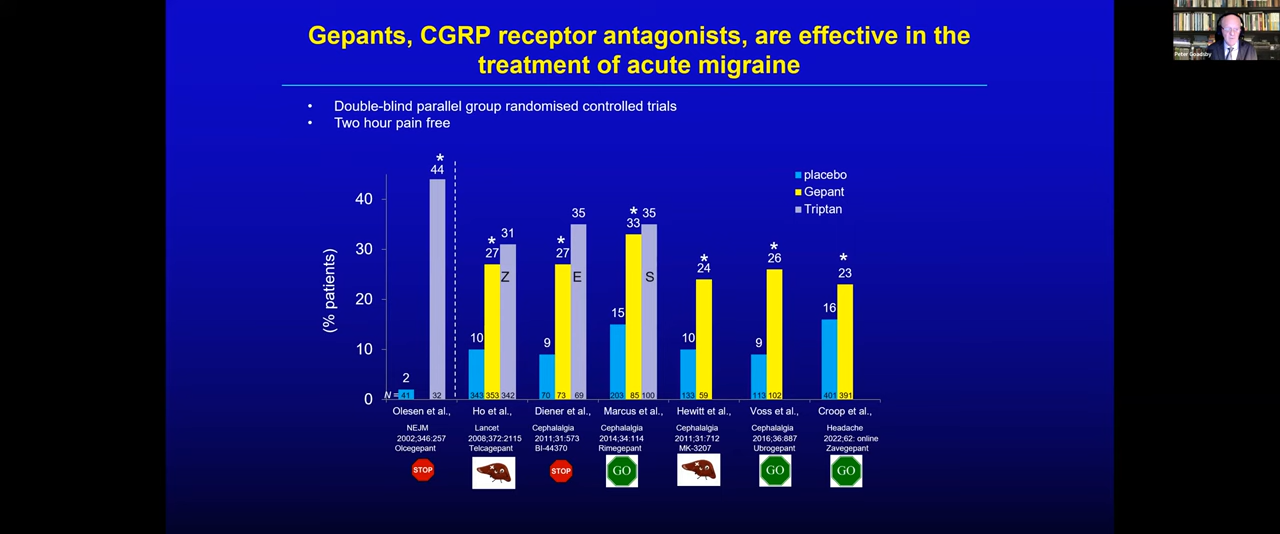 Gepants, CGRP receptor antagonists, are effective in the
treatment of acute migraine
• Double-blind parallel group randomised controlled trials
• Two hour pain free
Peter Goadsby
placebo
Gepant
Triptan
(% patients)
40
30
20
10
0
*
44
2
*
27
31
10
Z
*
27
35
9
E
*
33
35
15
S
*
24
10
*
26
9
*
23
16
N = 41 32 343 353 342 70 73 69 203 85 100 133 59 113 102 401 391
Olesen et al., Ho et al., Diener et al., Marcus et al., Hewitt et al., Voss et al., Croop et al.,
NEJM Lancet Cephalalgia Cephalalgia Cephalalgia Cephalalgia Headache
2002;346:257 2008;372:2115 2011;31:573 2014;34:114 2011;31:712 2016;36:887 2022;62: online
Olcegepant Telcagepant BI-44370 Rimegepant MK-3207 Ubrogepant Zavegepant
STOP STOP GO GO GO